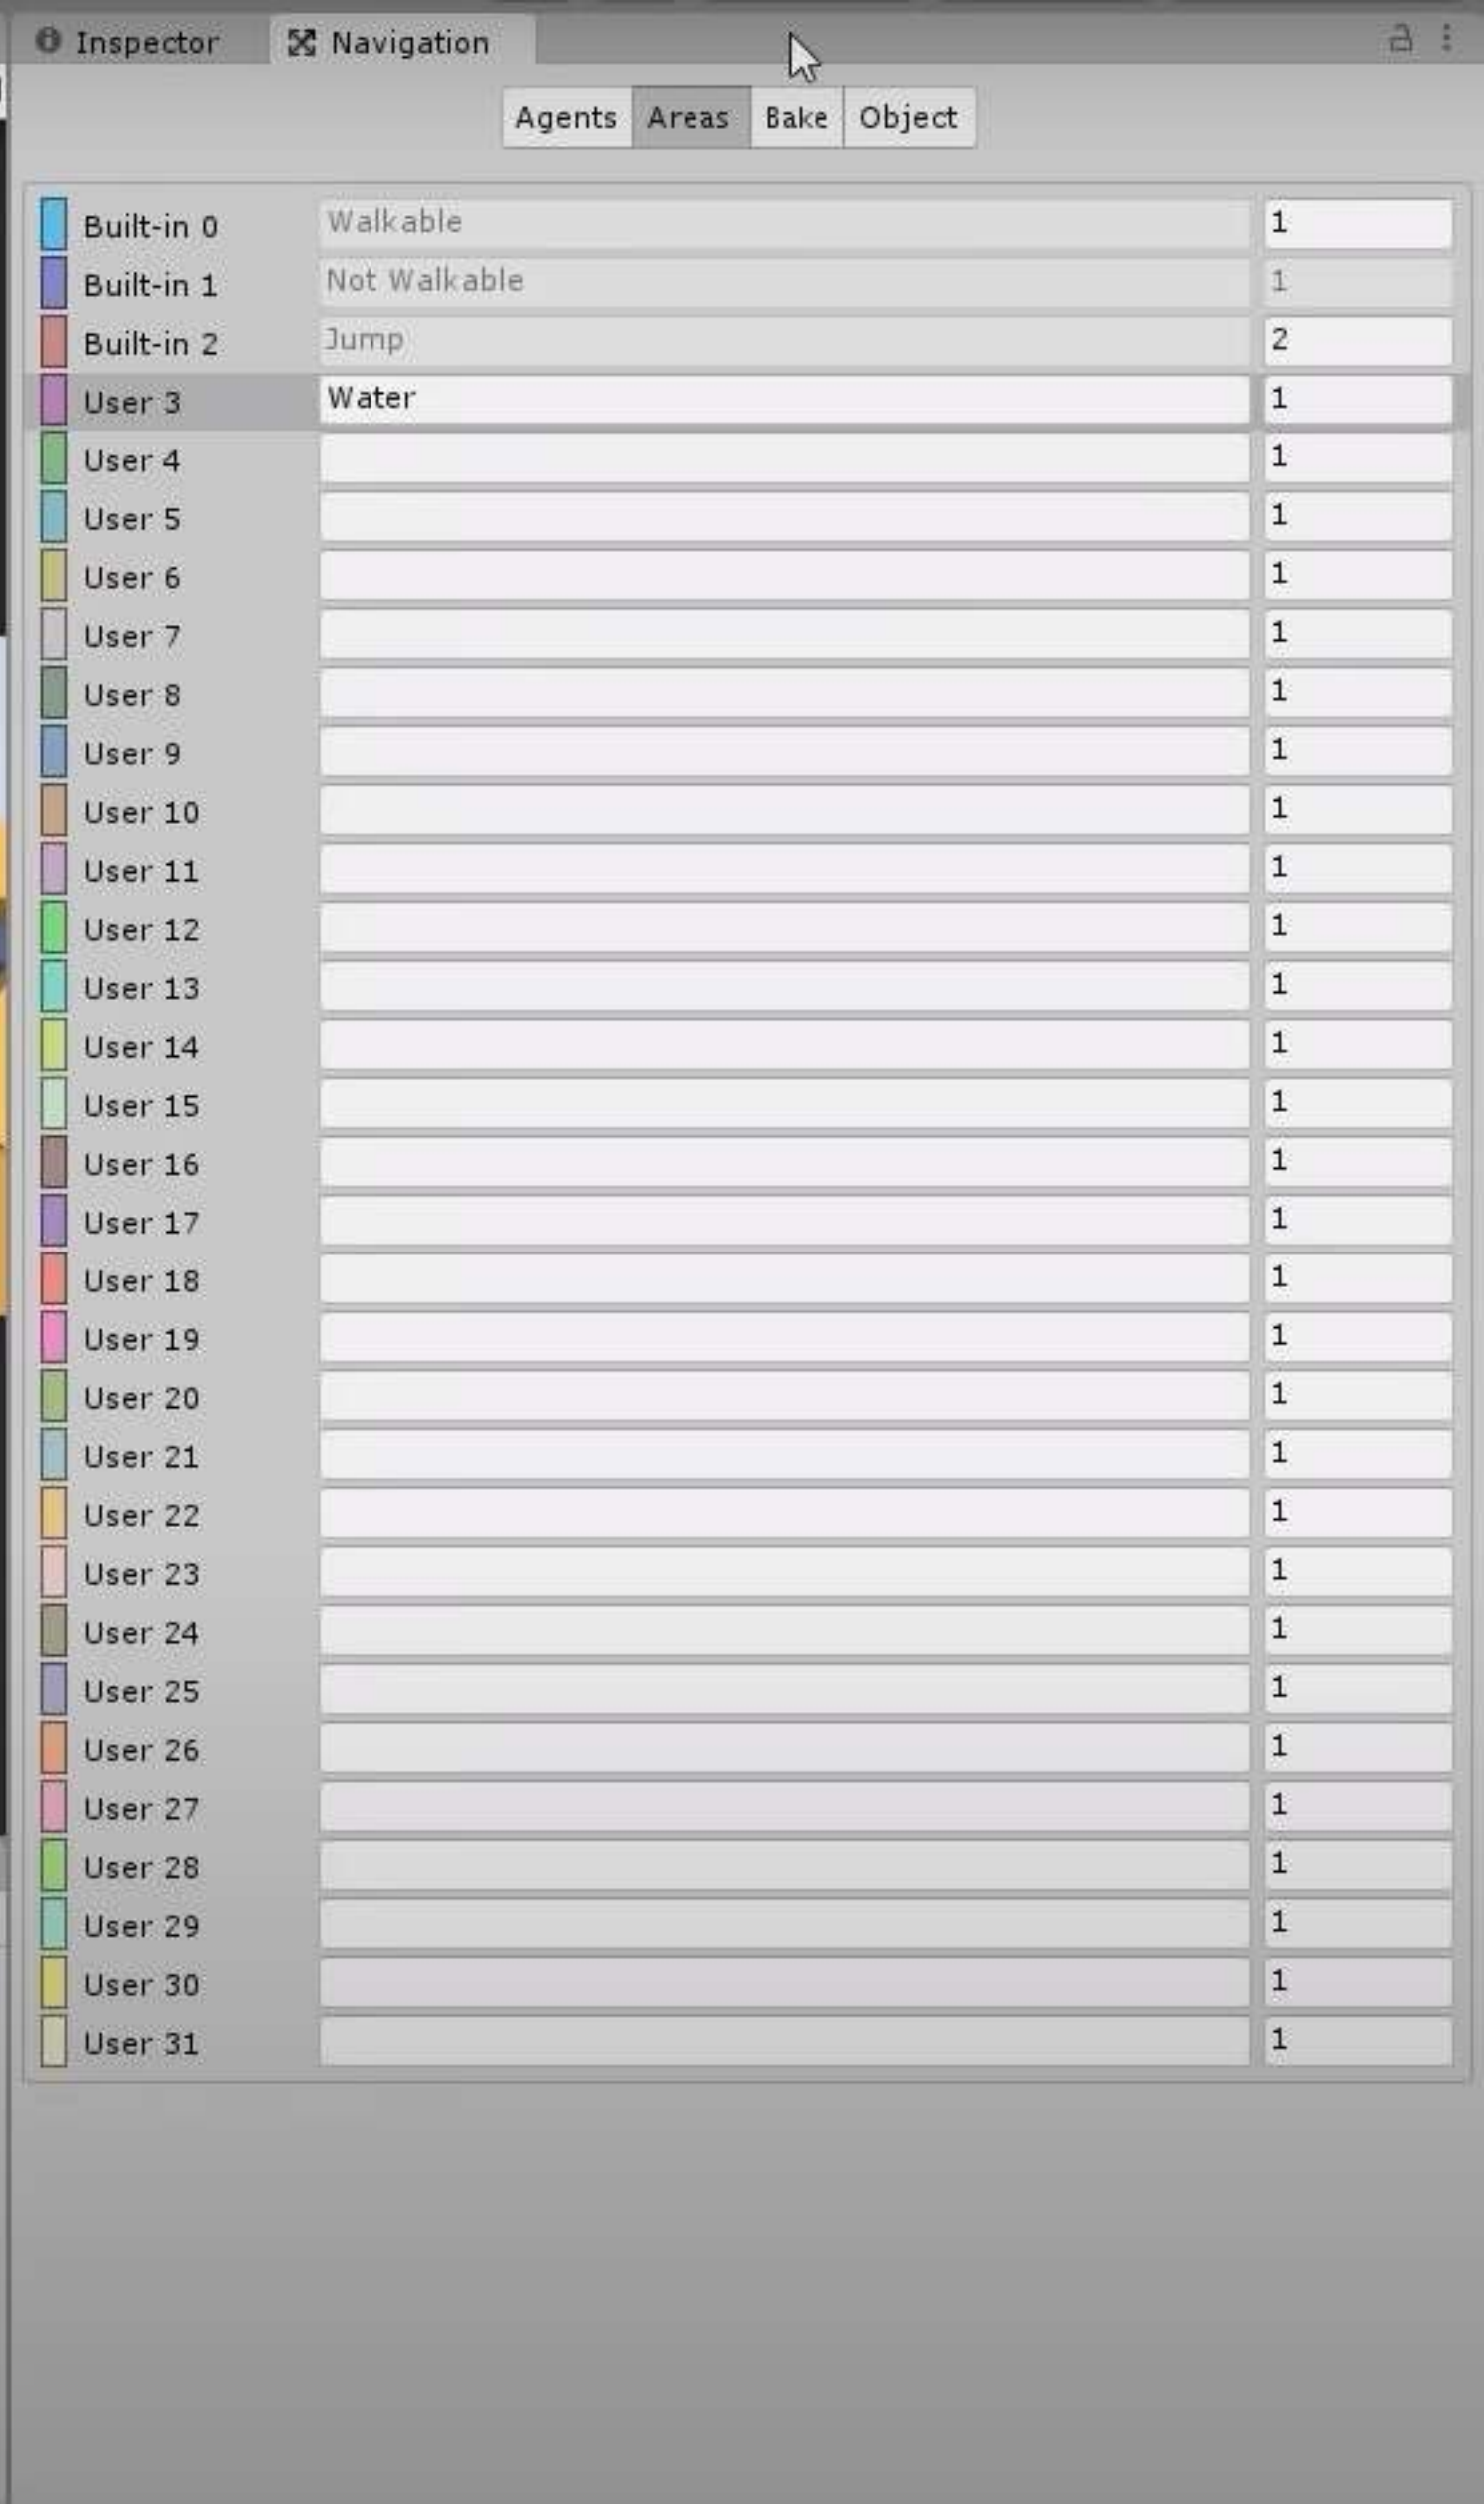 Inspector Navigation
Agents Areas Bake Object
Built-in 0 Walkable 1
Built-in 1 Not Walkable 1
Built-in 2 Jump 2
User 3 Water 1
User 4 1
User 5 1
User 6 1
User 7 1
User 8 1
User 9 1
User 10 1
User 11 1
User 12 1
User 13 1
User 14 1
User 15 1
User 16 1
User 17 1
User 18 1
User 19 1
User 20 1
User 21 1
User 22 1
User 23 1
User 24 1
User 25 1
User 26 1
User 27 1
User 28 1
User 29 1
User 30 1
User 31 1